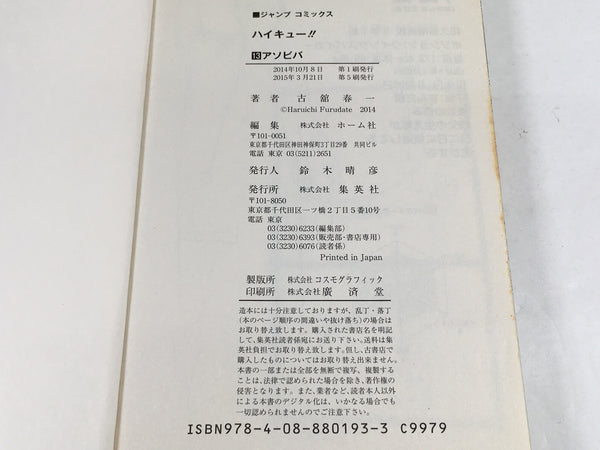 ■ジャンプ コミックス
ハイキュー!!
13アソビバ
2014年10月8日 第1刷発行
2015年3月21日 第5刷発行
著者 古舘春一
©Haruichi Furudate 2014
編集 株式会社 ホーム社
〒101-0051
東京都千代田区神田神保町3丁目29番 共同ビル
電話 東京 03(5211)2651
発行人 鈴木晴彦
発行所 株式会社 集英社
〒101-8050
東京都千代田区一ツ橋2丁目5番10号
電話 東京
03(3230)6233(編集部)
03(3230)6393(販売部・書店専用)
03(3230)6076(読者係)
Printed in Japan
製版所 株式会社 コスモグラフィック
印刷所 株式会社 廣済堂
造本には十分注意しておりますが、乱丁・落丁
(本のページ順序の間違いや抜け落ち)の場合は
お取り替え致します。購入された書店名を明記
して、集英社読者係宛にお送り下さい。送料は集
英社負担でお取り替え致します。但し、古書店で
購入したものについてはお取り替え出来ません。
本書の一部または全部を無断で複写、複製する
ことは、法律で認められた場合を除き、著作権の
侵害となります。また、業者など、読者本人以外に
よる本書のデジタル化は、いかなる場合でも
一切認められませんのでご注意下さい。
ISBN978-4-08-880193-3 C9979